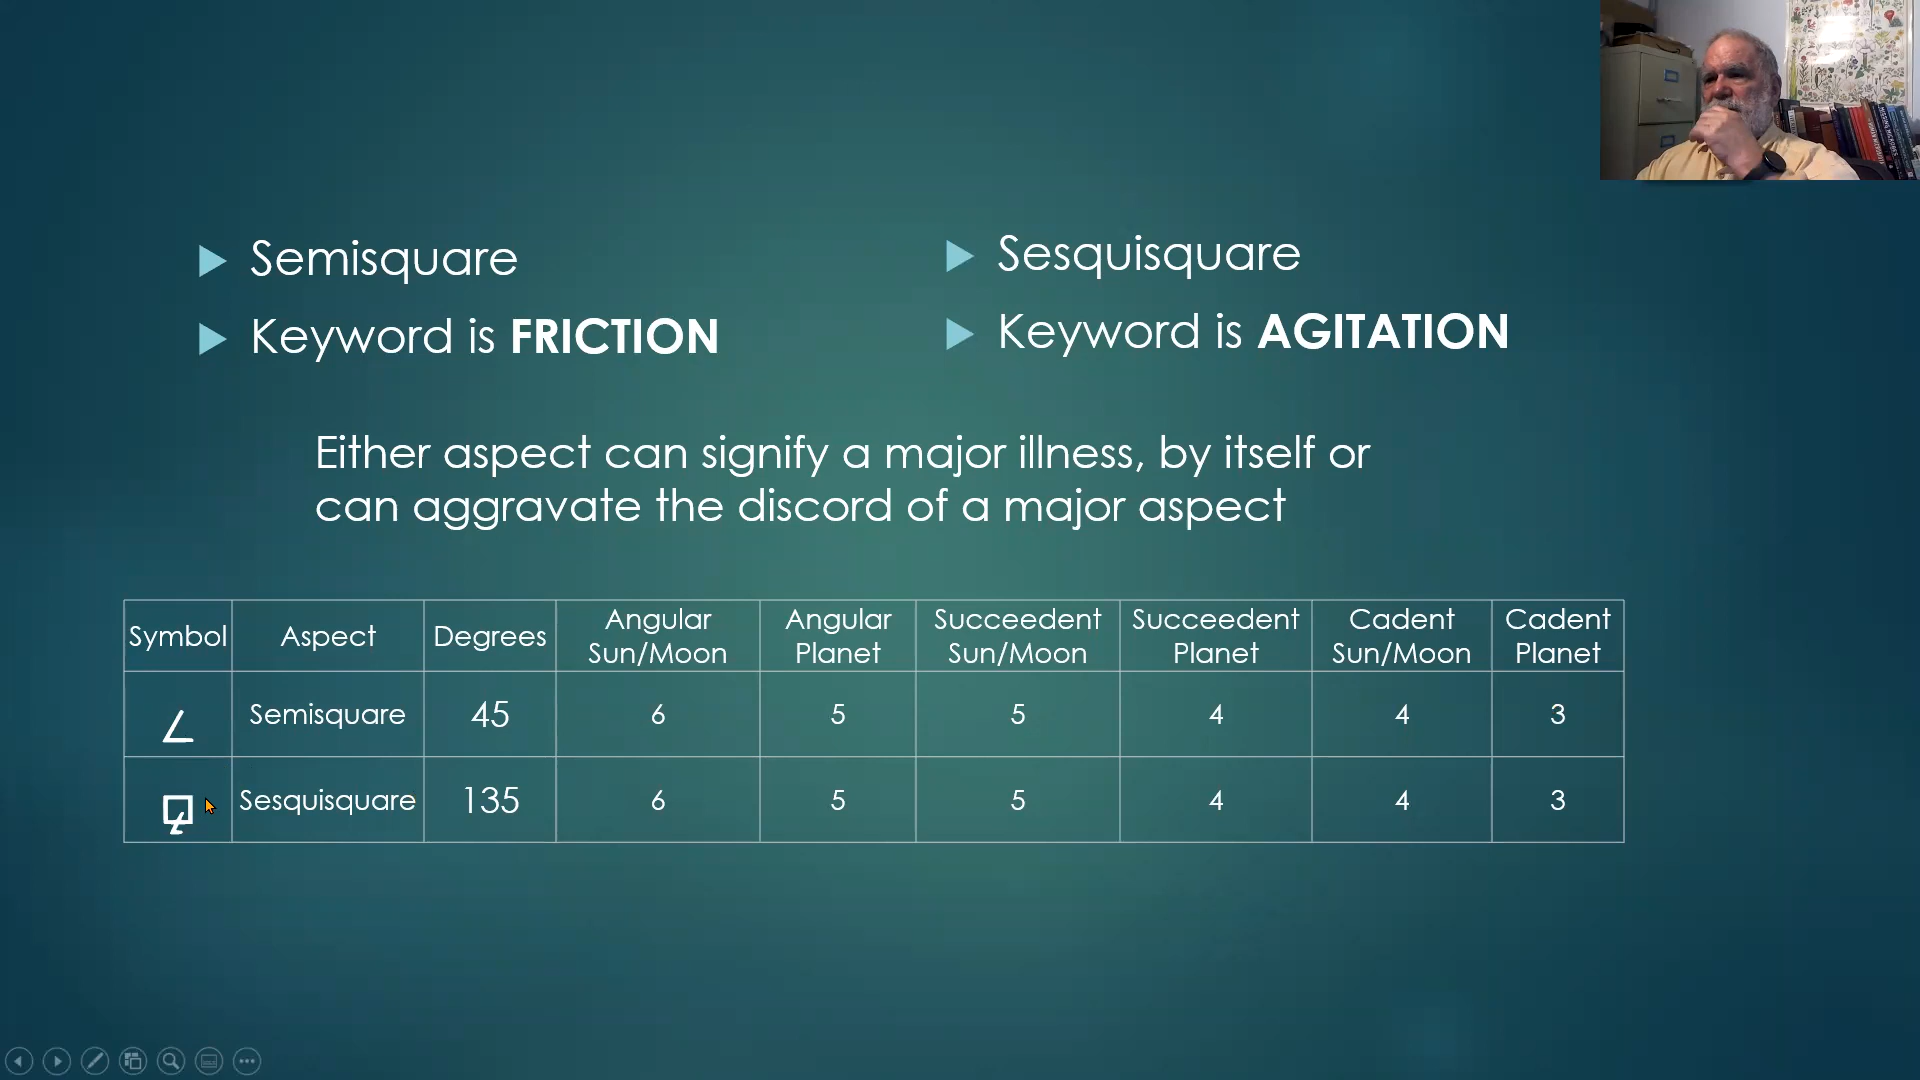 Semisquare
Keyword is FRICTION
Sesquisquare
Keyword is AGITATION
Either aspect can signify a major illness, by itself or
can aggravate the discord of a major aspect
Symbol Aspect Degrees Angular Sun/Moon Angular Planet Succeedent Sun/Moon Succeedent Planet Cadent Sun/Moon Cadent Planet
∠ Semisquare 45 6 5 5 4 4 3
⚼ Sesquisquare 135 6 5 5 4 4 3